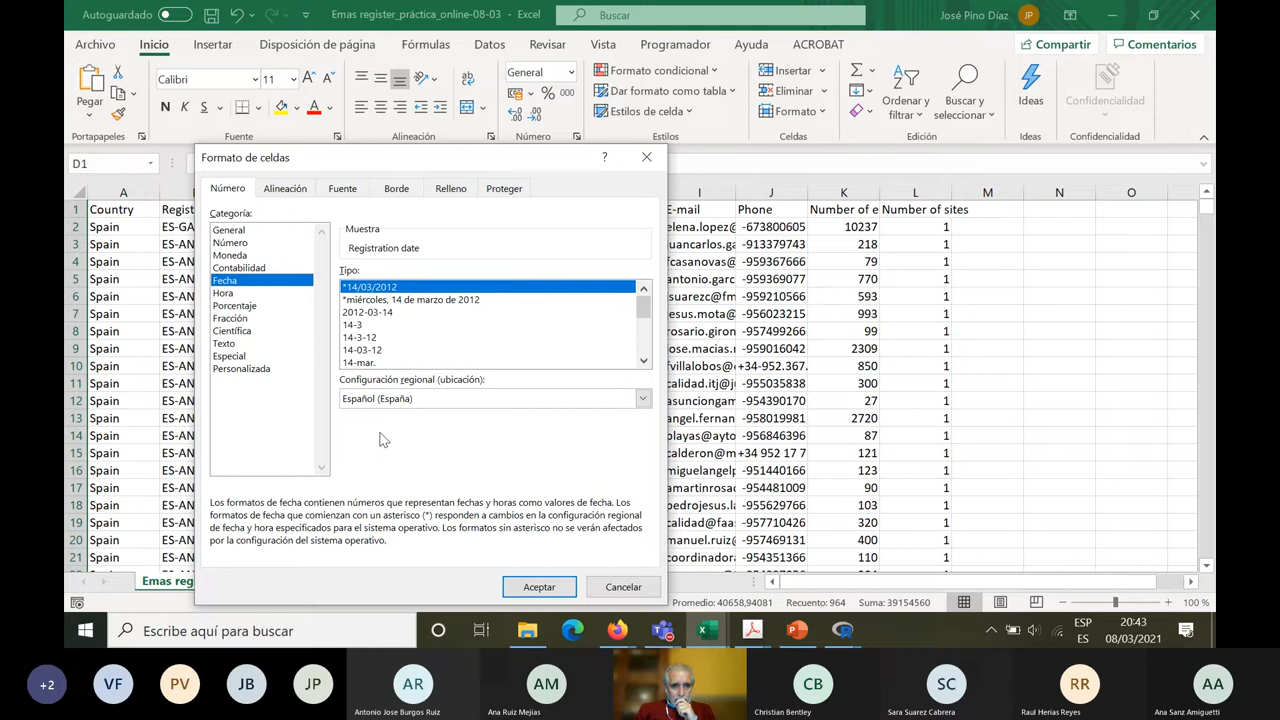 Autoguardado
Emas register_práctica_online-08-03 - Excel
Buscar
José Pino Díaz
JP
Archivo
Inicio
Insertar
Disposición de página
Fórmulas
Datos
Revisar
Vista
Programador
Ayuda
ACROBAT
Compartir
Comentarios
Pegar
Calibri
11
N K S
General
% 000
Formato condicional
Dar formato como tabla
Estilos de celda
Insertar
Eliminar
Formato
Ordenar y filtrar
Buscar y seleccionar
Ideas
Confidencialidad
Portapapeles
Fuente
Alineación
Número
Estilos
Celdas
Edición
Ideas
Confidencialidad
D1
A I J K L M N O
1 Country Regist E-mail Phone Number of e Number of sites
2 Spain ES-GA elena.lopez@ -673800605 10237 1
3 Spain ES-AN juancarlos.ga -913379743 218 1
4 Spain ES-AN fcasanovas@ -959367666 79 1
5 Spain ES-AN antonio.garc -959369077 770 1
6 Spain ES-AN jsuarezc@fm -959210566 593 1
7 Spain ES-AN jesus.mota@ -956023215 993 1
8 Spain ES-AN rosario.giron -957499266 99 1
9 Spain ES-AN jose.macias.r -959016042 2309 1
10 Spain ES-AN fvillalobos@ +34-952.367. 850 1
11 Spain ES-AN calidad.itj@ju -955035838 300 1
12 Spain ES-AN asunciongam -954390170 27 1
13 Spain ES-AN angel.fernan -958019981 2720 1
14 Spain ES-AN playas@ayto -956846396 87 1
15 Spain ES-AN calderon@m +34 952 17 7 121 1
16 Spain ES-AN miguelangelp -951440166 123 1
17 Spain ES-AN amartinrosa -954481009 90 1
18 Spain ES-AN pedrojesus.la -955629766 103 1
19 Spain ES-AN calidad@faas -957710426 320 1
20 Spain ES-AN manuel.ruiz@ -957469131 400 1
21 Spain ES-AN coordinadora -954351366 110 1
Formato de celdas
?
Número
Alineación
Fuente
Borde
Relleno
Proteger
Categoría:
General
Número
Moneda
Contabilidad
Fecha
Hora
Porcentaje
Fracción
Científica
Texto
Especial
Personalizada
Muestra
Registration date
Tipo:
*14/03/2012
*miércoles, 14 de marzo de 2012
2012-03-14
14-3
14-3-12
14-03-12
14-mar.
Configuración regional (ubicación):
Español (España)
Los formatos de fecha contienen números que representan fechas y horas como valores de fecha. Los
formatos de fecha que comienzan con un asterisco (*) responden a cambios en la configuración regional
de fecha y hora especificados para el sistema operativo. Los formatos sin asterisco no se verán afectados
por la configuración del sistema operativo.
Aceptar
Cancelar
Emas reg
Promedio: 40658,94081
Recuento: 964
Suma: 39154560
100 %
Escribe aquí para buscar
ESP
ES
20:43
08/03/2021
+2
VF
PV
JB
JP
AR
Antonio Jose Burgos Ruiz
AM
Ana Ruiz Mejias
CB
Christian Bentley
SC
Sara Suarez Cabrera
RR
Raul Herias Reyes
AA
Ana Sanz Amiguetti